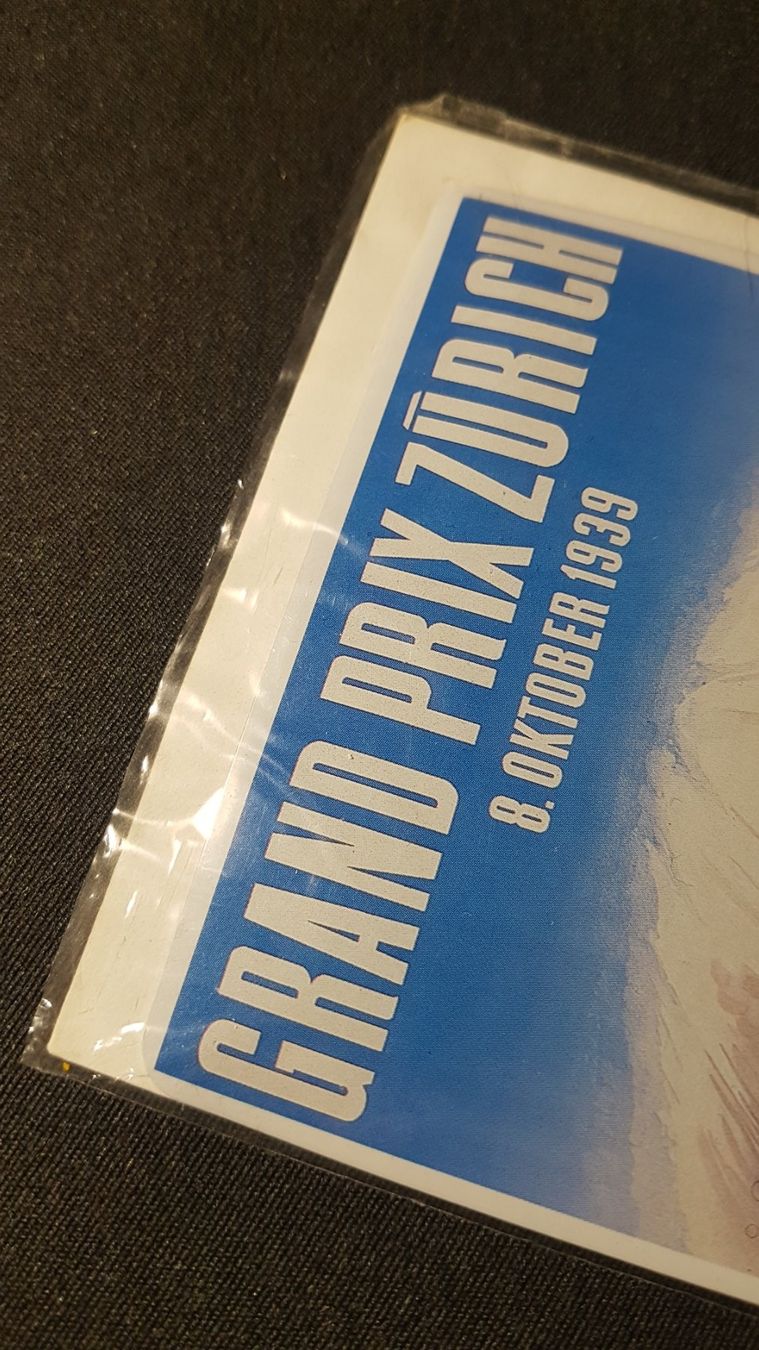 GRAND PRIX ZÜRICH
8. OKTOBER 1939